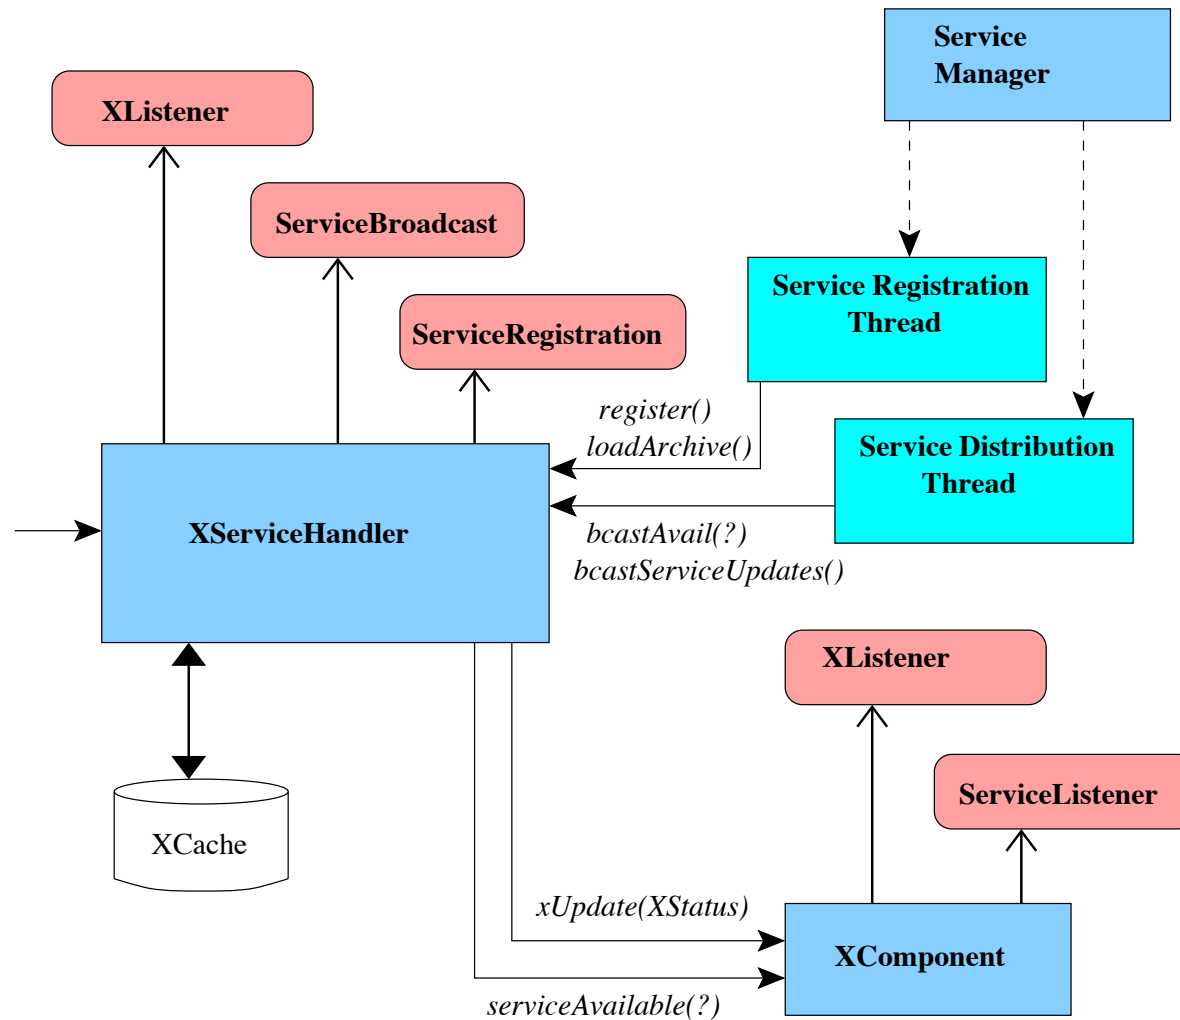 Service
Manager
XListener
ServiceBroadcast
Service Registration
Thread
ServiceRegistration
register()
loadArchive()
Service Distribution
Thread
XServiceHandler
bcastAvail(?)
bcastServiceUpdates()
XListener
ServiceListener
XCache
xUpdate(XStatus)
XComponent
serviceAvailable(?)